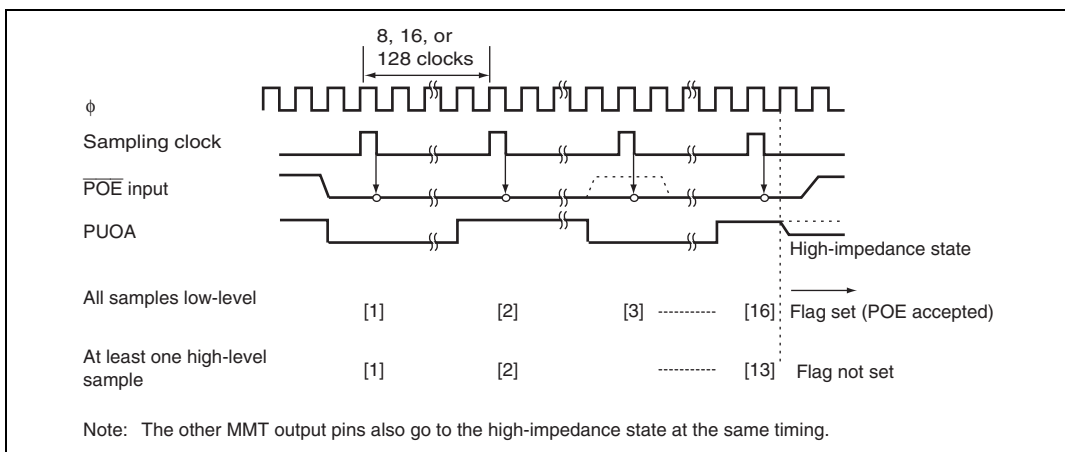 8, 16, or
128 clocks
ϕ
Sampling clock
POE input
PUOA
High-impedance state
All samples low-level
[1] [2] [3] ---------- [16] Flag set (POE accepted)
At least one high-level
sample
[1] [2] ---------- [13] Flag not set
Note: The other MMT output pins also go to the high-impedance state at the same timing.